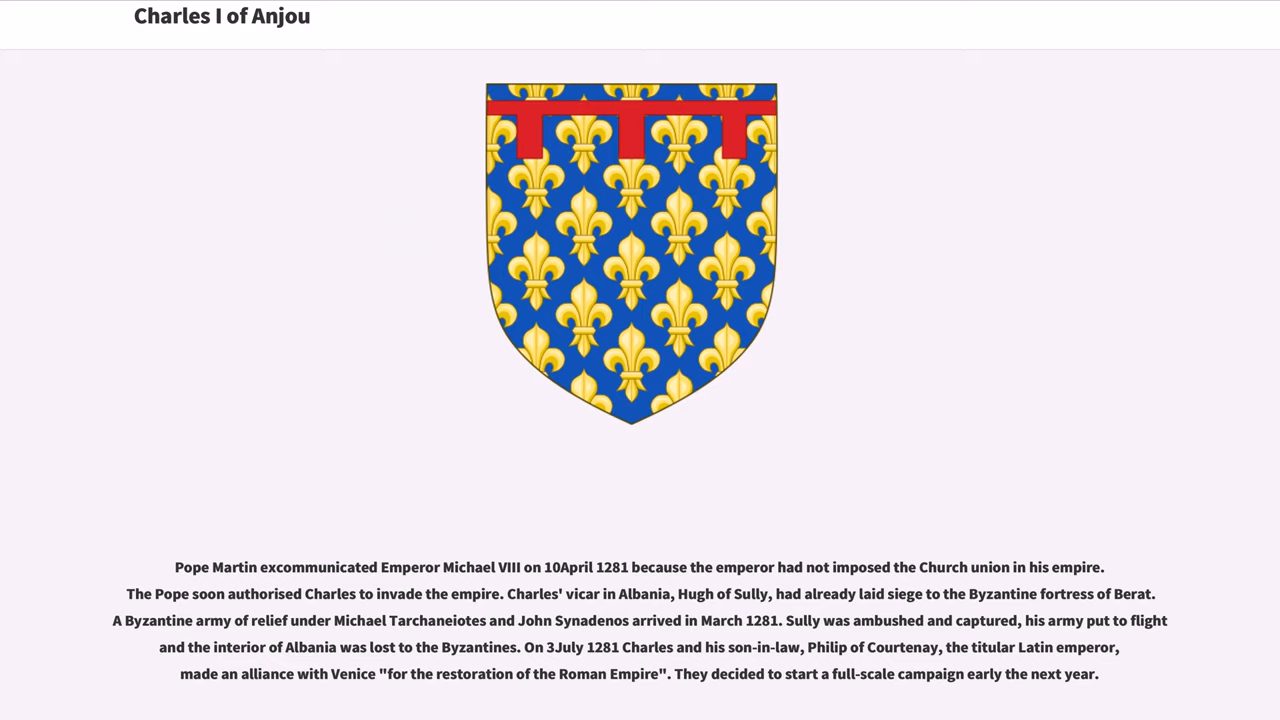 Charles I of Anjou
Pope Martin excommunicated Emperor Michael VIII on 10April 1281 because the emperor had not imposed the Church union in his empire.
The Pope soon authorised Charles to invade the empire. Charles' vicar in Albania, Hugh of Sully, had already laid siege to the Byzantine fortress of Berat.
A Byzantine army of relief under Michael Tarchaneiotes and John Synadenos arrived in March 1281. Sully was ambushed and captured, his army put to flight
and the interior of Albania was lost to the Byzantines. On 3July 1281 Charles and his son-in-law, Philip of Courtenay, the titular Latin emperor,
made an alliance with Venice "for the restoration of the Roman Empire". They decided to start a full-scale campaign early the next year.